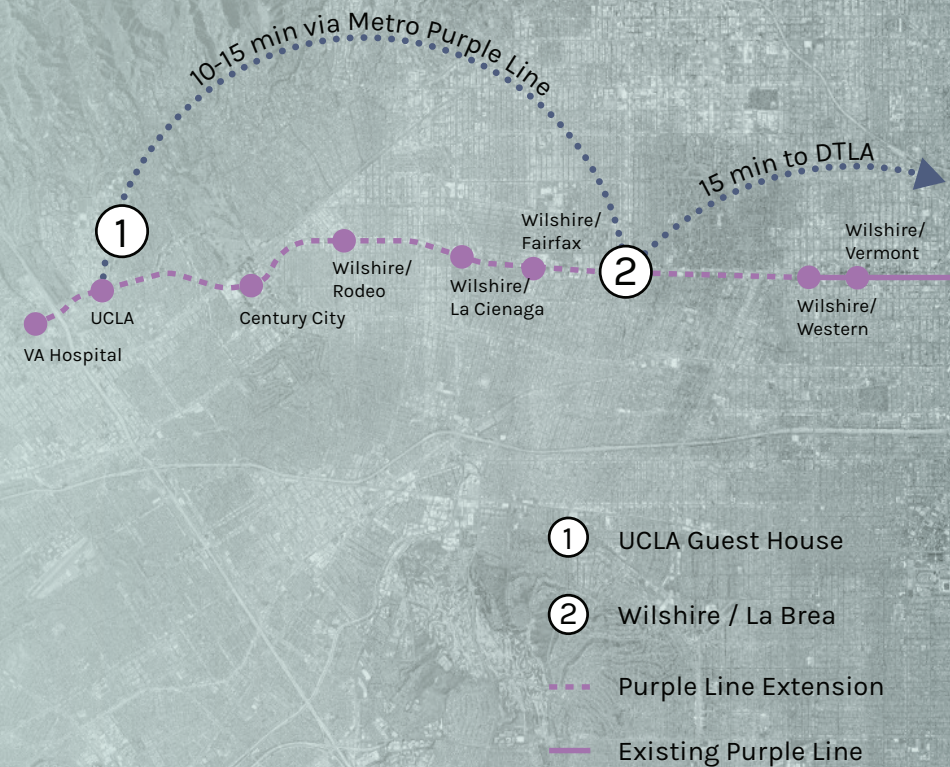 10-15 min via Metro Purple Line
15 min to DTLA
1
Wilshire/
Fairfax
Wilshire/
Vermont
2
Wilshire/
Rodeo
Wilshire/
La Cienaga
UCLA
Century City
Wilshire/
Western
VA Hospital
1 UCLA Guest House
2 Wilshire / La Brea
Purple Line Extension
Existing Purple Line